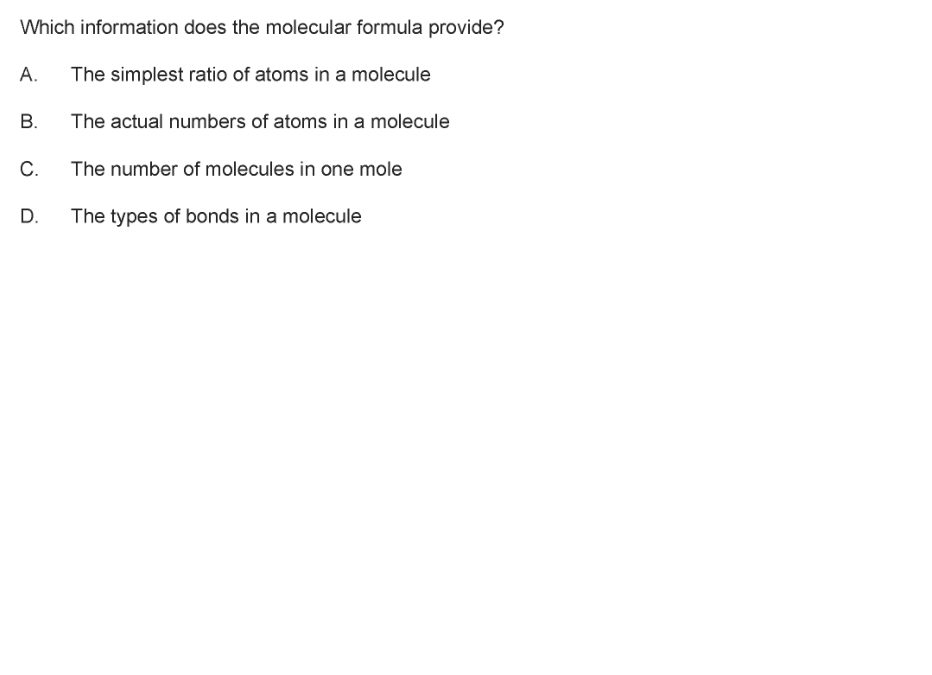 Which information does the molecular formula provide?
A. The simplest ratio of atoms in a molecule
B. The actual numbers of atoms in a molecule
C. The number of molecules in one mole
D. The types of bonds in a molecule